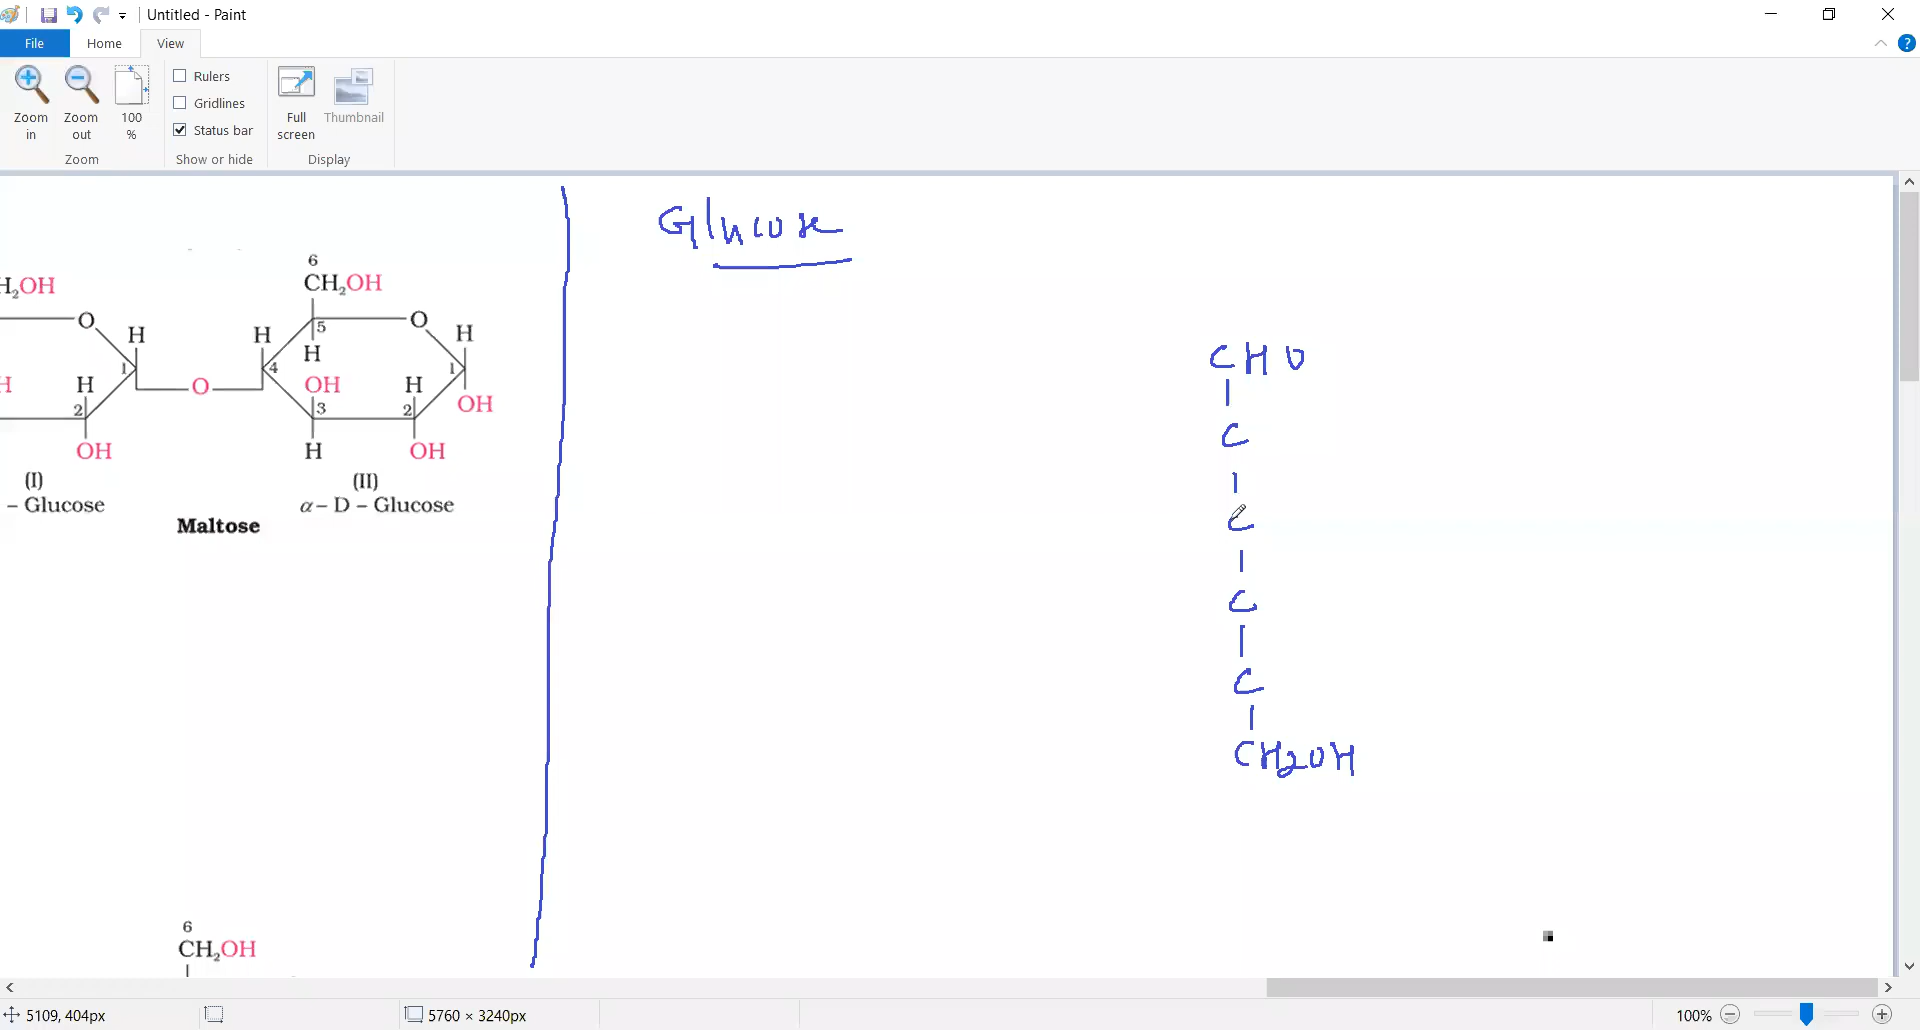 Untitled - Paint
File Home View
Zoom in
Zoom out
100 %
Rulers
Gridlines
Status bar
Full screen
Thumbnail
Zoom
Show or hide
Display
Glucose
6
H₂OH
CH₂OH
O
5
O
H
H
H
H
1
4
1
H
H
OH
H
O
OH
2
3
2
OH
H
OH
(I)
(II)
– Glucose
α – D – Glucose
Maltose
CHO
C
C
C
C
CH2OH
6
CH₂OH
5109, 404px
5760 × 3240px
100%